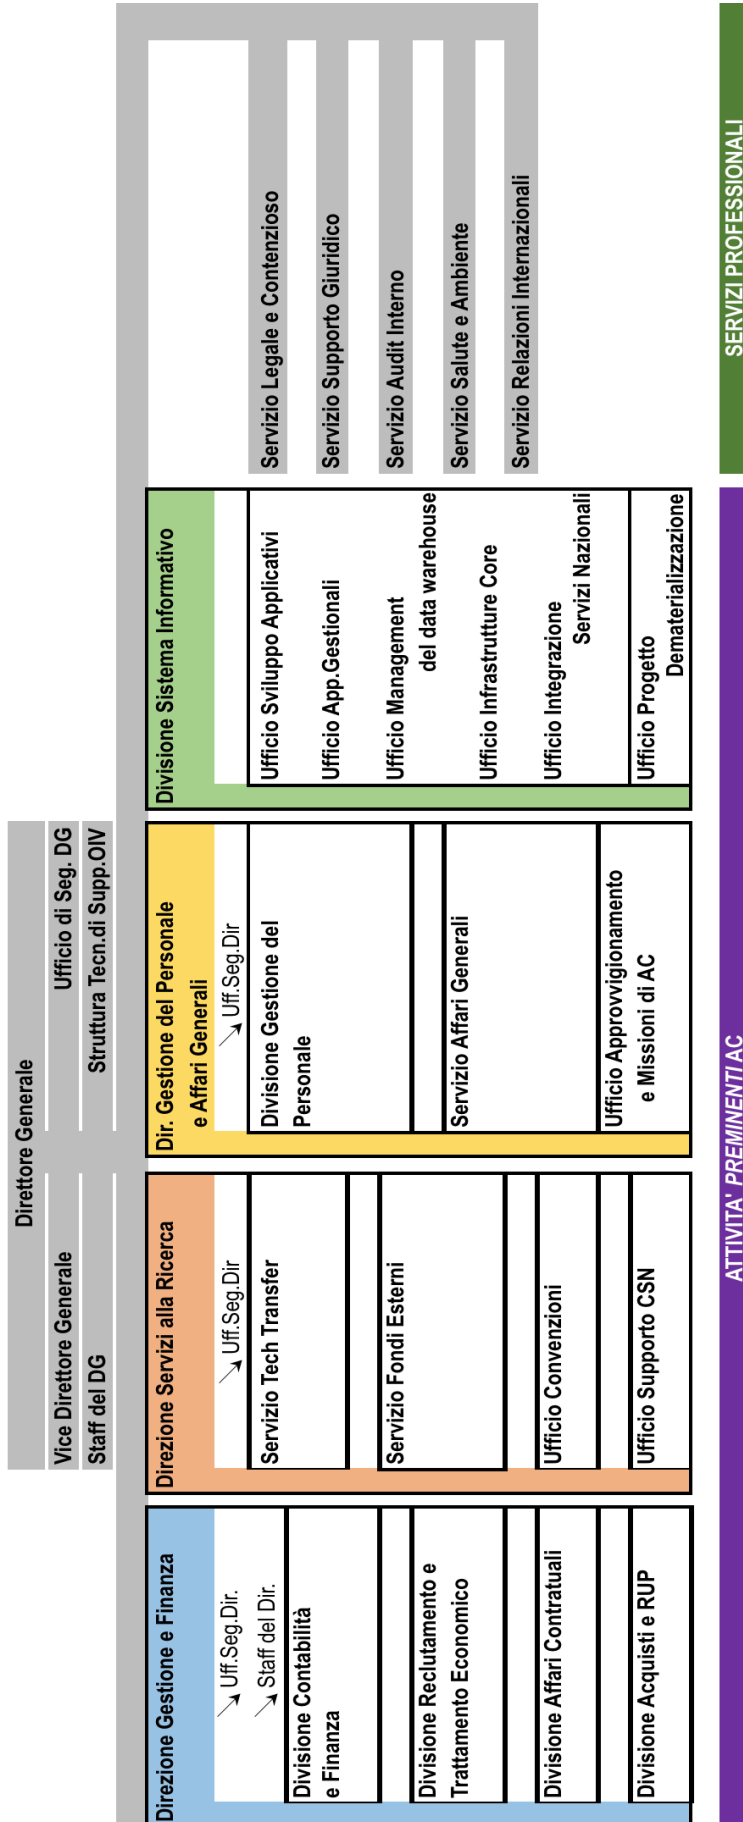 Direttore Generale
Vice Direttore Generale
Ufficio di Seg. DG
Staff del DG
Struttura Tecn.di Supp.OIV
Direzione Gestione e Finanza
Uff.Seg.Dir.
Staff del Dir.
Divisione Contabilità
e Finanza
Divisione Reclutamento e
Trattamento Economico
Divisione Affari Contratuali
Divisione Acquisti e RUP
Direzione Servizi alla Ricerca
Uff.Seg.Dir
Servizio Tech Transfer
Servizio Fondi Esterni
Ufficio Convenzioni
Ufficio Supporto CSN
Dir. Gestione del Personale
e Affari Generali
Uff.Seg.Dir
Divisione Gestione del
Personale
Servizio Affari Generali
Ufficio Approvvigionamento
e Missioni di AC
Divisione Sistema Informativo
Ufficio Sviluppo Applicativi
Ufficio App.Gestionali
Ufficio Management
del data warehouse
Ufficio Infrastrutture Core
Ufficio Integrazione
Servizi Nazionali
Ufficio Progetto
Dematerializzazione
Servizio Legale e Contenzioso
Servizio Supporto Giuridico
Servizio Audit Interno
Servizio Salute e Ambiente
Servizio Relazioni Internazionali
ATTIVITA' PREMINENTI AC
SERVIZI PROFESSIONALI